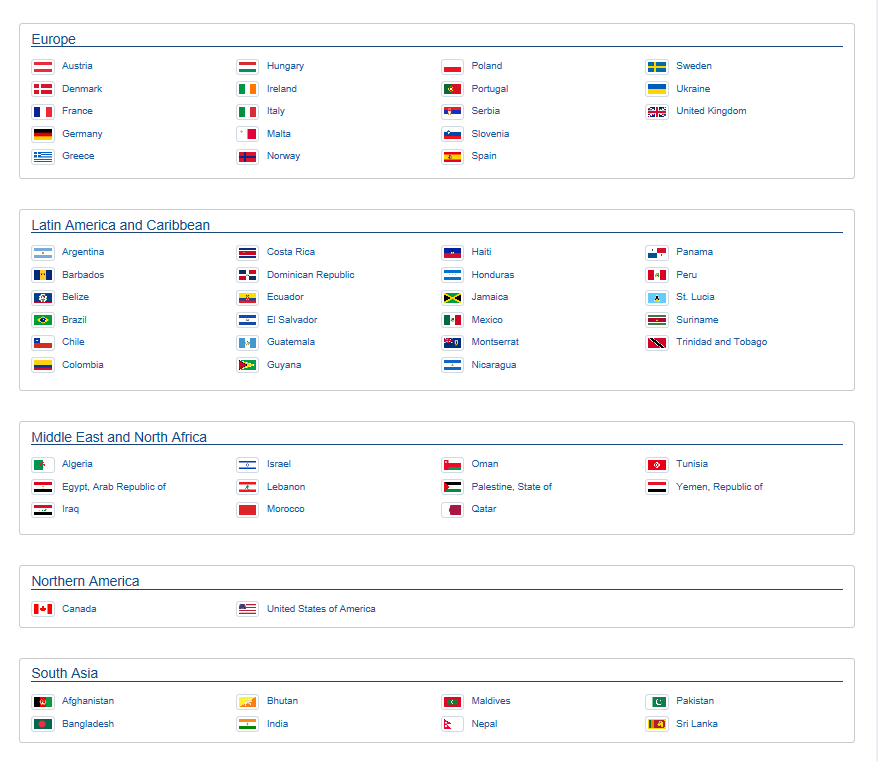 Europe
Austria Hungary Poland Sweden
Denmark Ireland Portugal Ukraine
France Italy Serbia United Kingdom
Germany Malta Slovenia
Greece Norway Spain
Latin America and Caribbean
Argentina Costa Rica Haiti Panama
Barbados Dominican Republic Honduras Peru
Belize Ecuador Jamaica St. Lucia
Brazil El Salvador Mexico Suriname
Chile Guatemala Montserrat Trinidad and Tobago
Colombia Guyana Nicaragua
Middle East and North Africa
Algeria Israel Oman Tunisia
Egypt, Arab Republic of Lebanon Palestine, State of Yemen, Republic of
Iraq Morocco Qatar
Northern America
Canada United States of America
South Asia
Afghanistan Bhutan Maldives Pakistan
Bangladesh India Nepal Sri Lanka